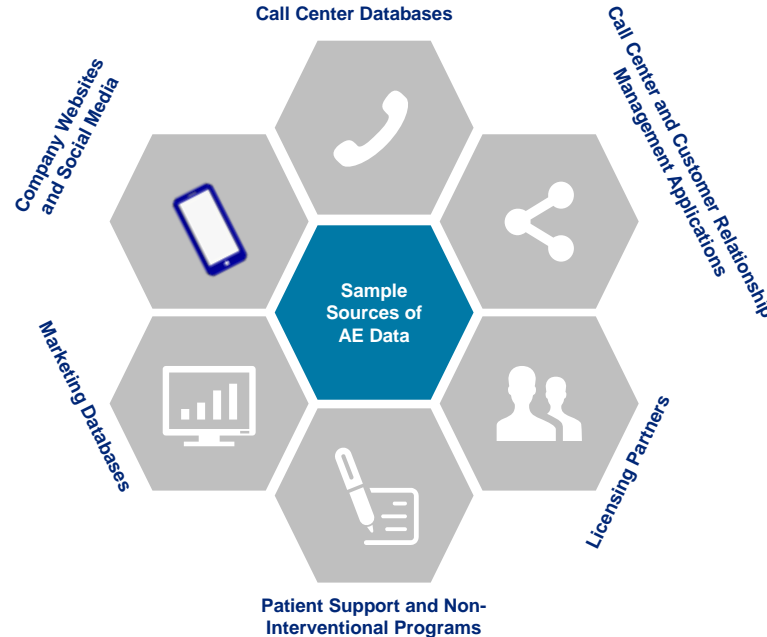 Call Center Databases
Call Center and Customer Relationship
Management Applications
Company Websites
and Social Media
Sample
Sources of
AE Data
Marketing Databases
Licensing Partners
Patient Support and Non-
Interventional Programs